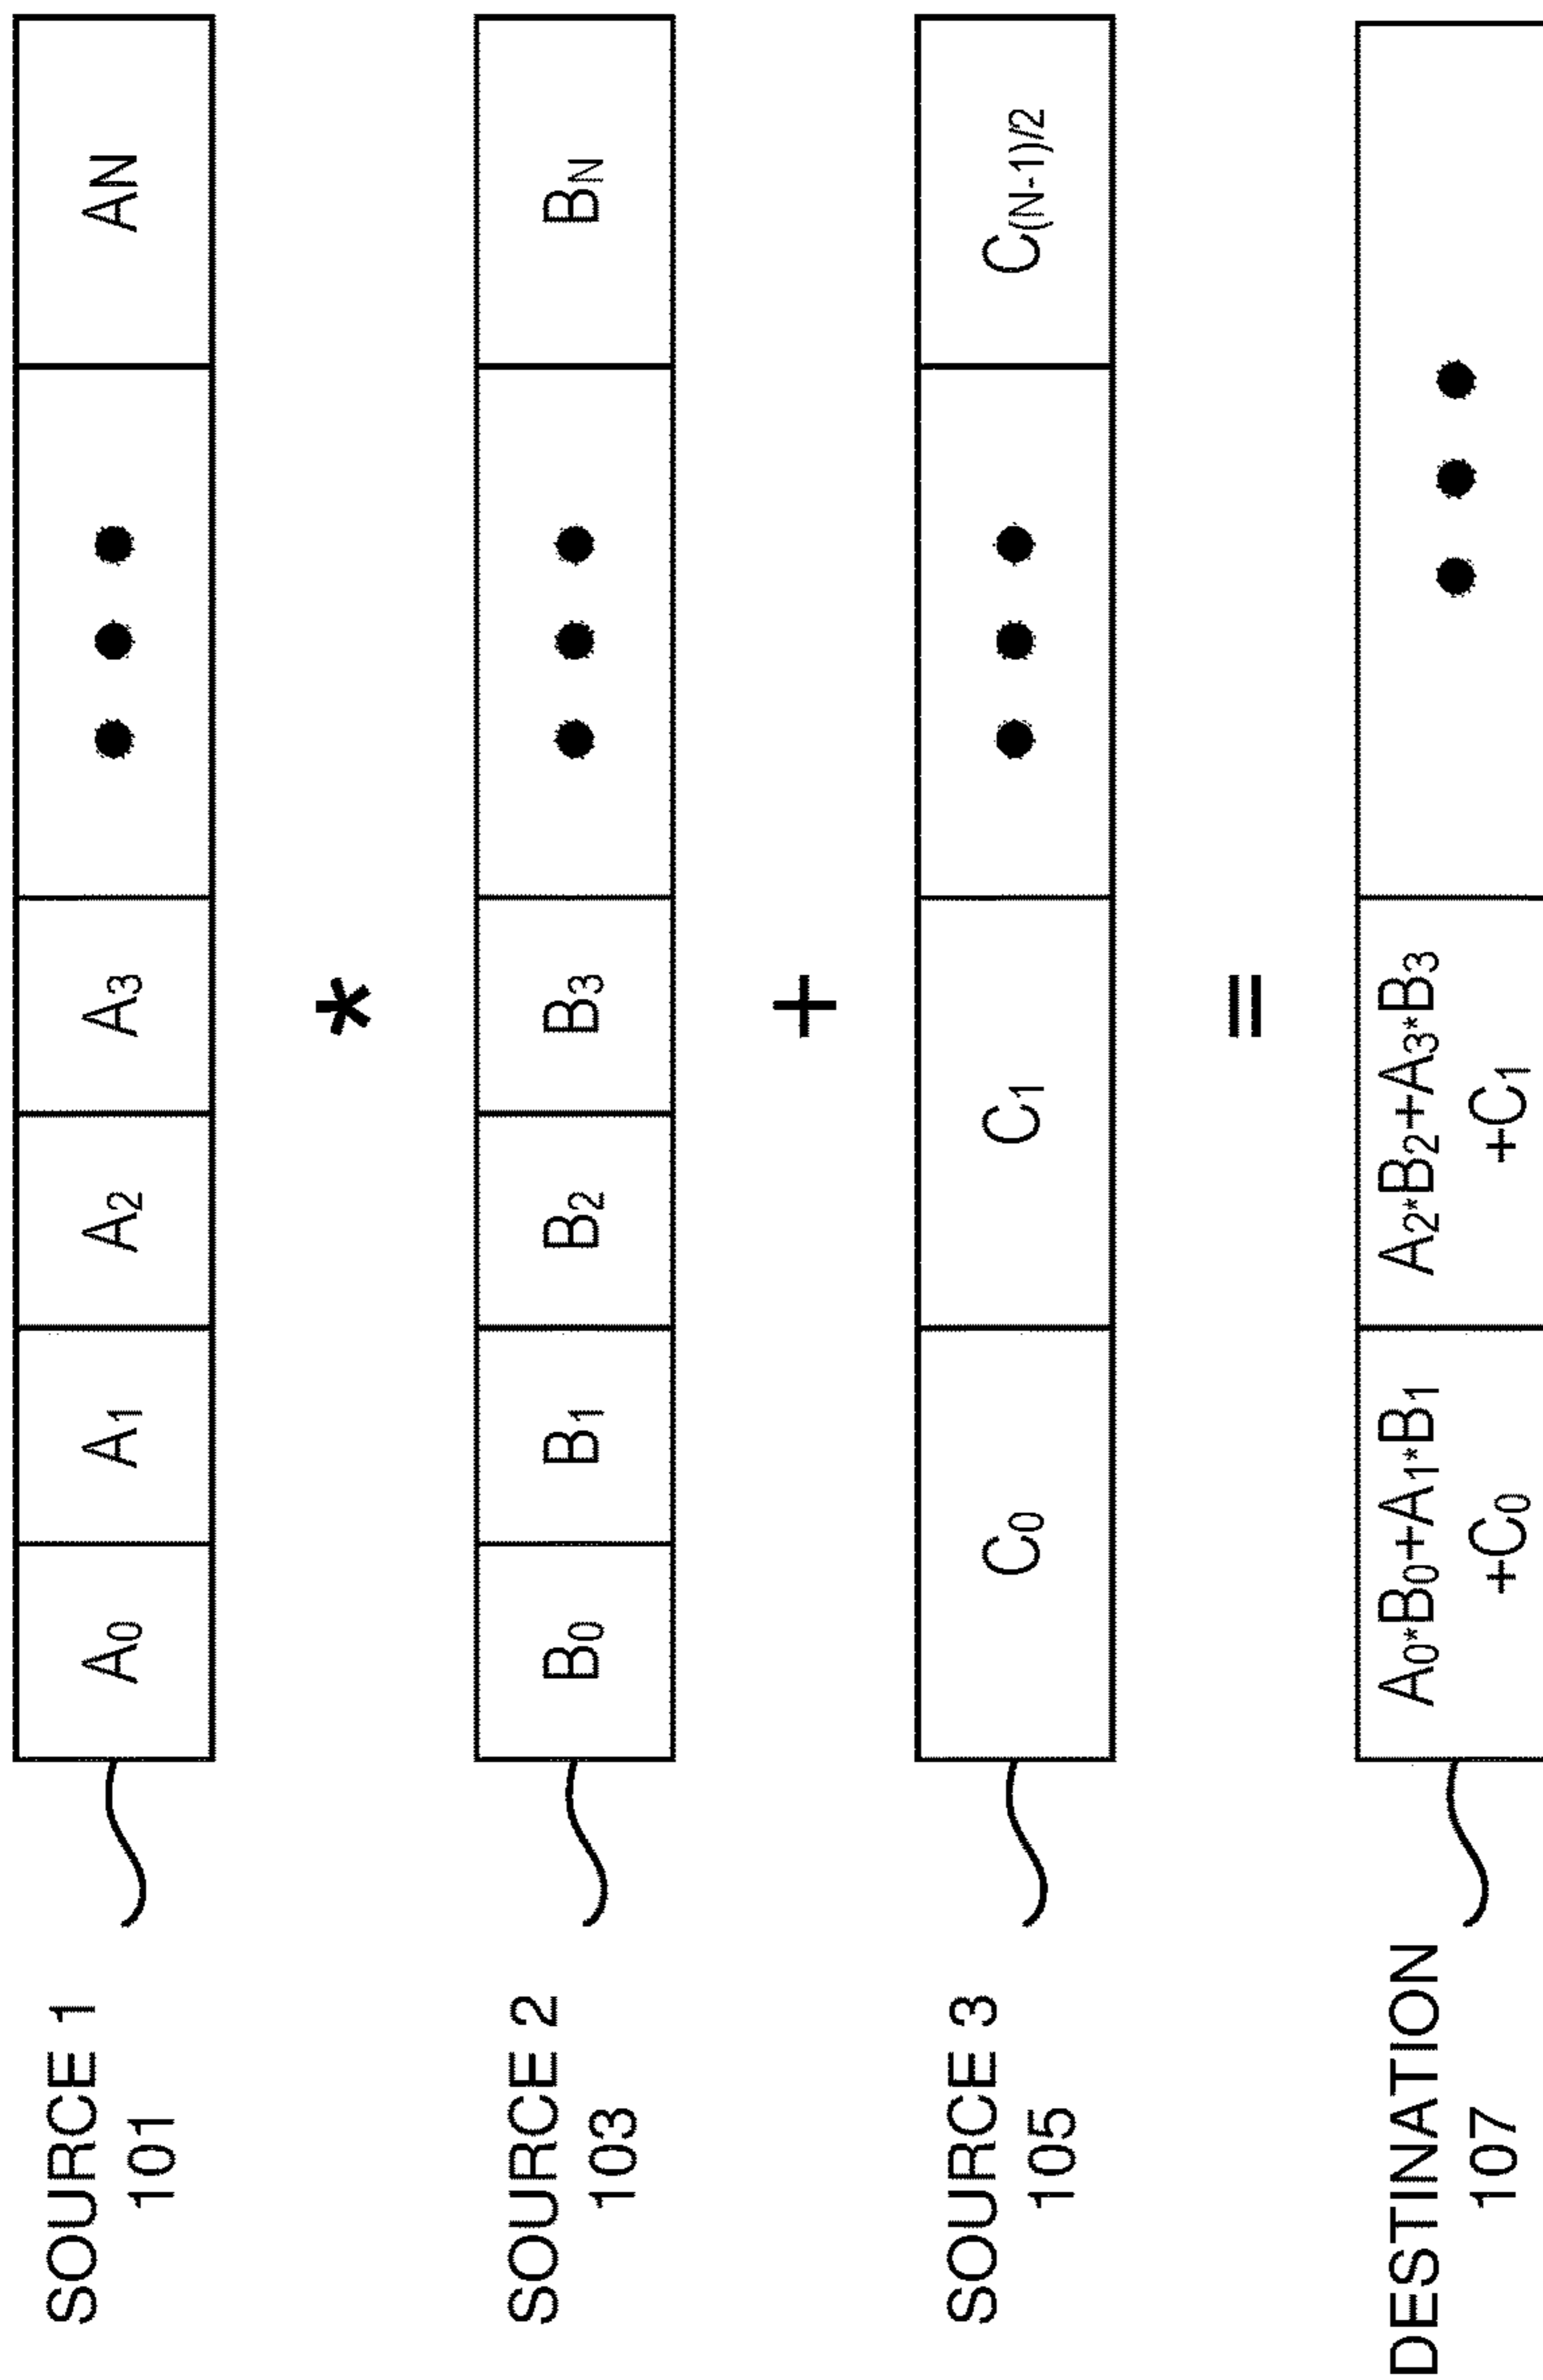 SOURCE 1
101
A0 A1 A2 A3 AN
*
SOURCE 2
103
B0 B1 B2 B3 BN
+
SOURCE 3
105
C0 C1 C(N-1)/2
=
DESTINATION
107
A0*B0+A1*B1
+C0
A2*B2+A3*B3
+C1